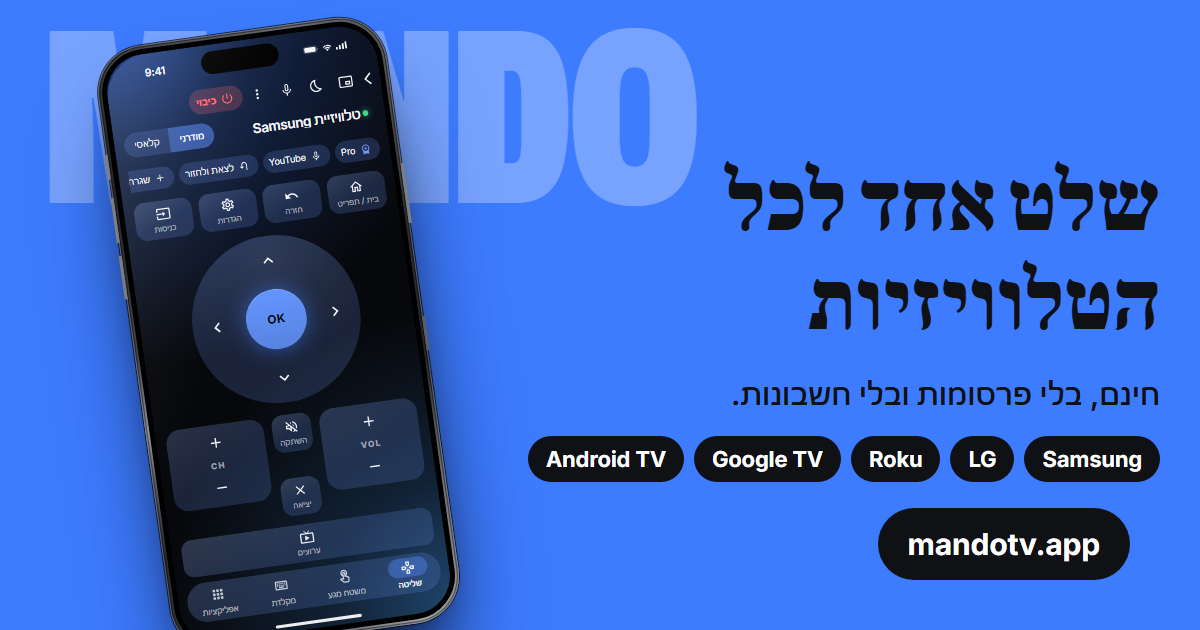 MANDO
שלט אחד לכל
הטלוויזיות
חינם, בלי פרסומות ובלי חשבונות.
Samsung
LG
Roku
Google TV
Android TV
mandotv.app
9:41
כיבוי
טלוויזיית Samsung
מודרני
קלאסי
Pro
YouTube
לצאת ולחזור
בית / תפריט
חזרה
הגדרות
כניסות
OK
VOL
השתקה
CH
יציאה
ערוצים
שליטה
משטח מגע
מקלדת
אפליקציות